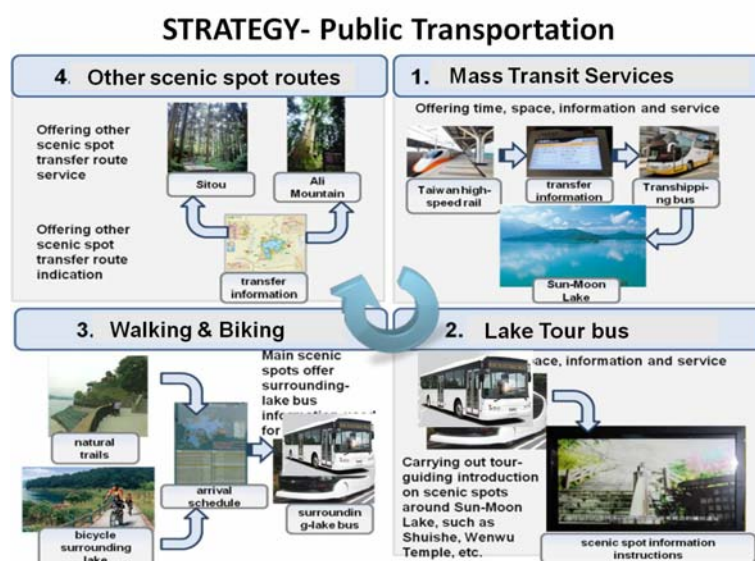 STRATEGY- Public Transportation
4. Other scenic spot routes
Offering other
scenic spot
transfer route
service
Sitou
Ali
Mountain
Offering other
scenic spot
transfer route
indication
transfer
information
1. Mass Transit Services
Offering time, space, information and service
Taiwan high-
speed rail
transfer
information
Transhippi-
ng bus
Sun-Moon
Lake
3. Walking & Biking
Main scenic
spots offer
surrounding-
lake bus
information
for
natural
trails
arrival
schedule
surroundin
g-lake bus
bicycle
surrounding
lake
2. Lake Tour bus
ace, information and service
Carrying out tour-
guiding introduction
on scenic spots
around Sun-Moon
Lake, such as
Shuishe, Wenwu
Temple, etc.
scenic spot information
instructions